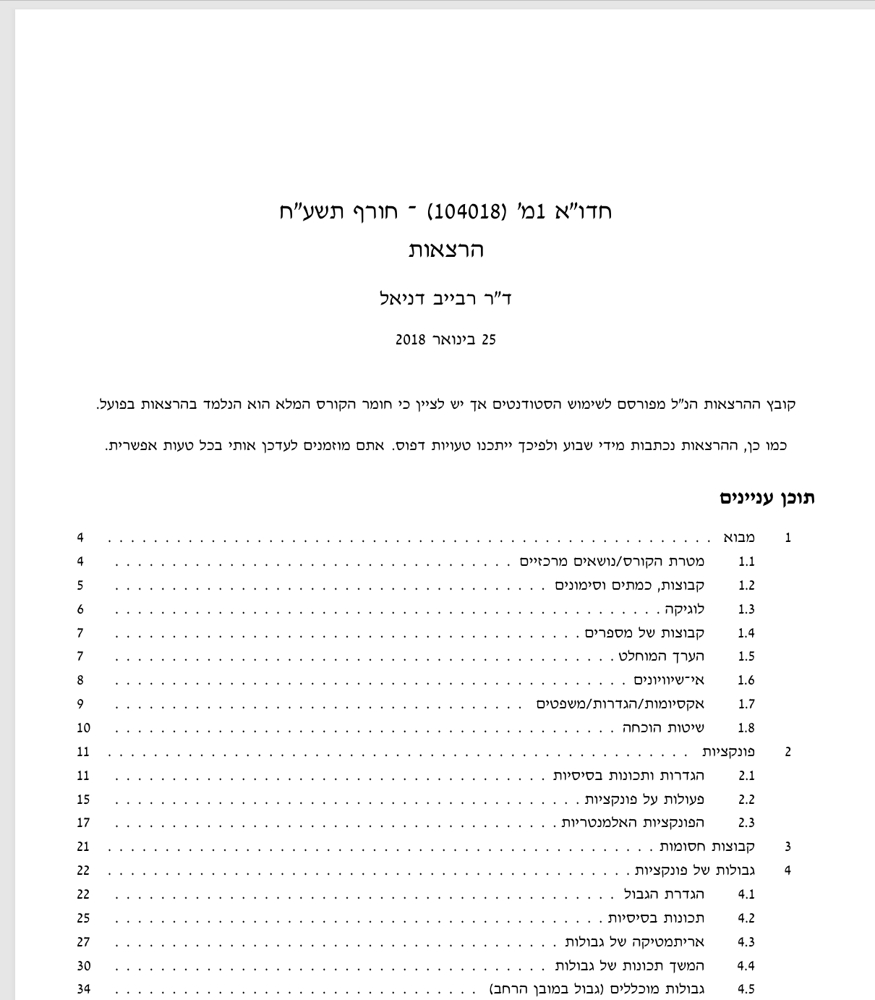 חדו"א 1מ' (104018) - חורף תשע"ח
הרצאות
ד"ר רבייב דניאל
25 בינואר 2018
קובץ ההרצאות הנ"ל מפורסם לשימוש הסטודנטים אך יש לציין כי חומר הקורס המלא הוא הנלמד בהרצאות בפועל.
כמו כן, ההרצאות נכתבות מידי שבוע ולפיכך ייתכנו טעויות דפוס. אתם מוזמנים לעדכן אותי בכל טעות אפשרית.
תוכן עניינים
1 מבוא 4
1.1 מטרת הקורס/נושאים מרכזיים 4
1.2 קבוצות, כמתים וסימונים 5
1.3 לוגיקה 6
1.4 קבוצות של מספרים 7
1.5 הערך המוחלט 7
1.6 אי־שיוויונים 8
1.7 אקסיומות/הגדרות/משפטים 9
1.8 שיטות הוכחה 10
2 פונקציות 11
2.1 הגדרות ותכונות בסיסיות 11
2.2 פעולות על פונקציות 15
2.3 הפונקציות האלמנטריות 17
3 קבוצות חסומות 21
4 גבולות של פונקציות 22
4.1 הגדרת הגבול 22
4.2 תכונות בסיסיות 25
4.3 אריתמטיקה של גבולות 27
4.4 המשך תכונות של גבולות 30
4.5 גבולות מוכללים (גבול במובן הרחב) 34